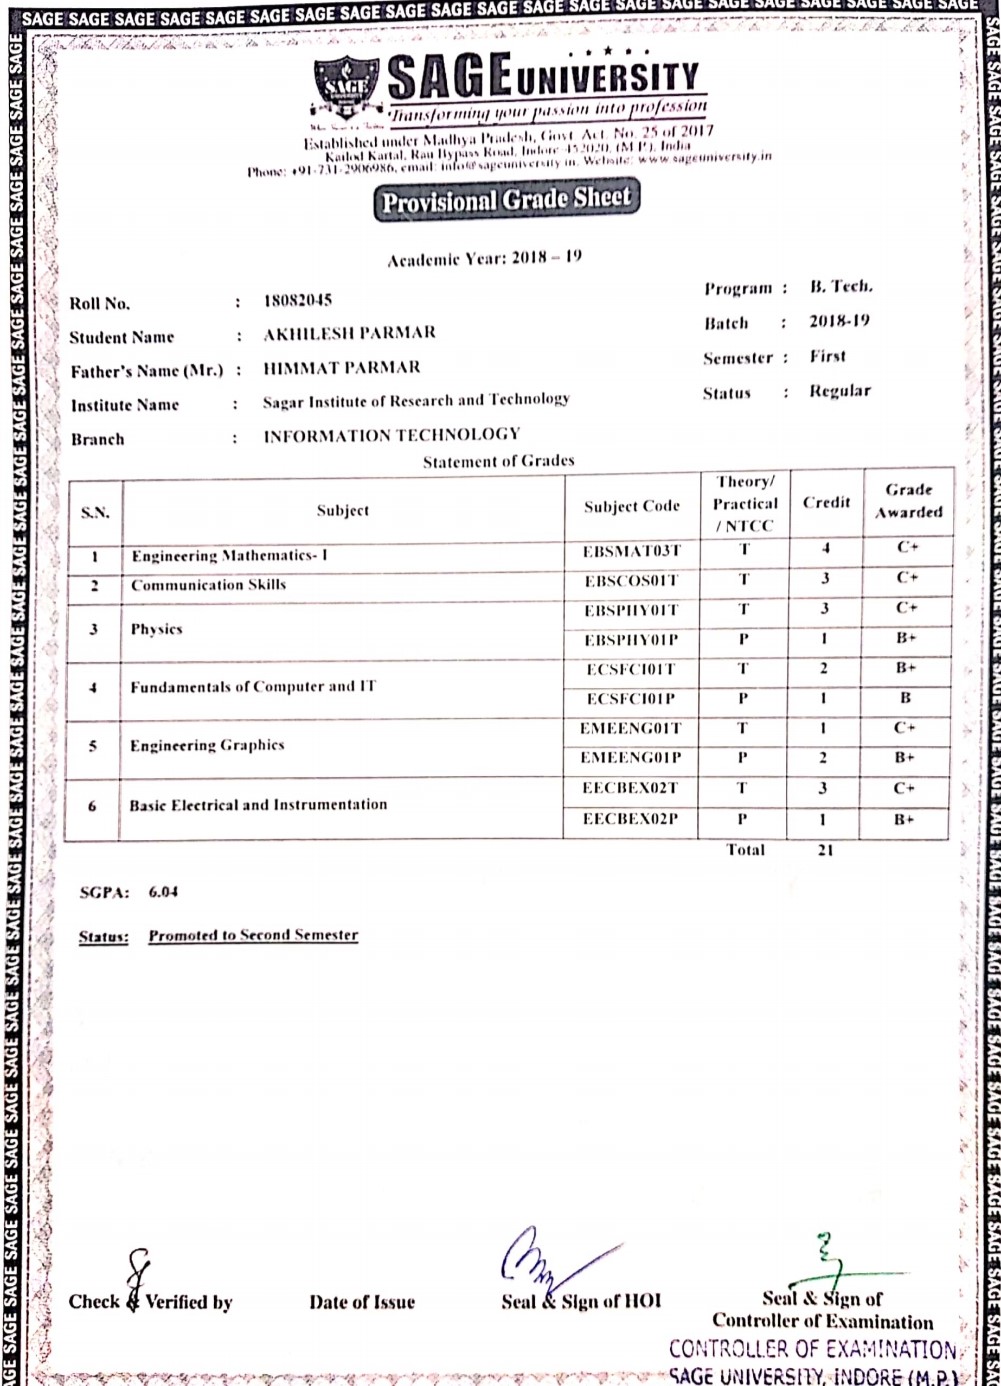 SAGE SAGE SAGE SAGE SAGE SAGE SAGE SAGE SAGE SAGE SAGE SAGE SAGE SAGE SAGE SAGE SAGE SAGE SAGE SAGE SAGE
SAGE
SAGE UNIVERSITY
Transforming your passion into profession
Established under Madhya Pradesh, Govt. Act. No. 25 of 2017
Kailod Kartal, Rau Bypass Road, Indore 452020, (M.P.), India
Phone: +91-731-2906986, email: info@sageuniversity.in, Website: www.sageuniversity.in
Provisional Grade Sheet
Academic Year: 2018 – 19
Roll No. : 18082045 Program : B. Tech.
Student Name : AKHILESH PARMAR Batch : 2018-19
Father's Name (Mr.) : HIMMAT PARMAR Semester : First
Institute Name : Sagar Institute of Research and Technology Status : Regular
Branch : INFORMATION TECHNOLOGY
Statement of Grades
S.N. Subject Subject Code Theory/ Practical / NTCC Credit Grade Awarded
1 Engineering Mathematics- I EBSMAT03T T 4 C+
2 Communication Skills EBSCOS01T T 3 C+
3 Physics EBSPHY01T T 3 C+
EBSPHY01P P 1 B+
4 Fundamentals of Computer and IT ECSFCI01T T 2 B+
ECSFCI01P P 1 B
5 Engineering Graphics EMEENG01T T 1 C+
EMEENG01P P 2 B+
6 Basic Electrical and Instrumentation EECBEX02T T 3 C+
EECBEX02P P 1 B+
Total 21
SGPA: 6.04
Status: Promoted to Second Semester
Check & Verified by Date of Issue Seal & Sign of HOI Seal & Sign of
Controller of Examination
CONTROLLER OF EXAMINATION
SAGE UNIVERSITY, INDORE (M.P.)